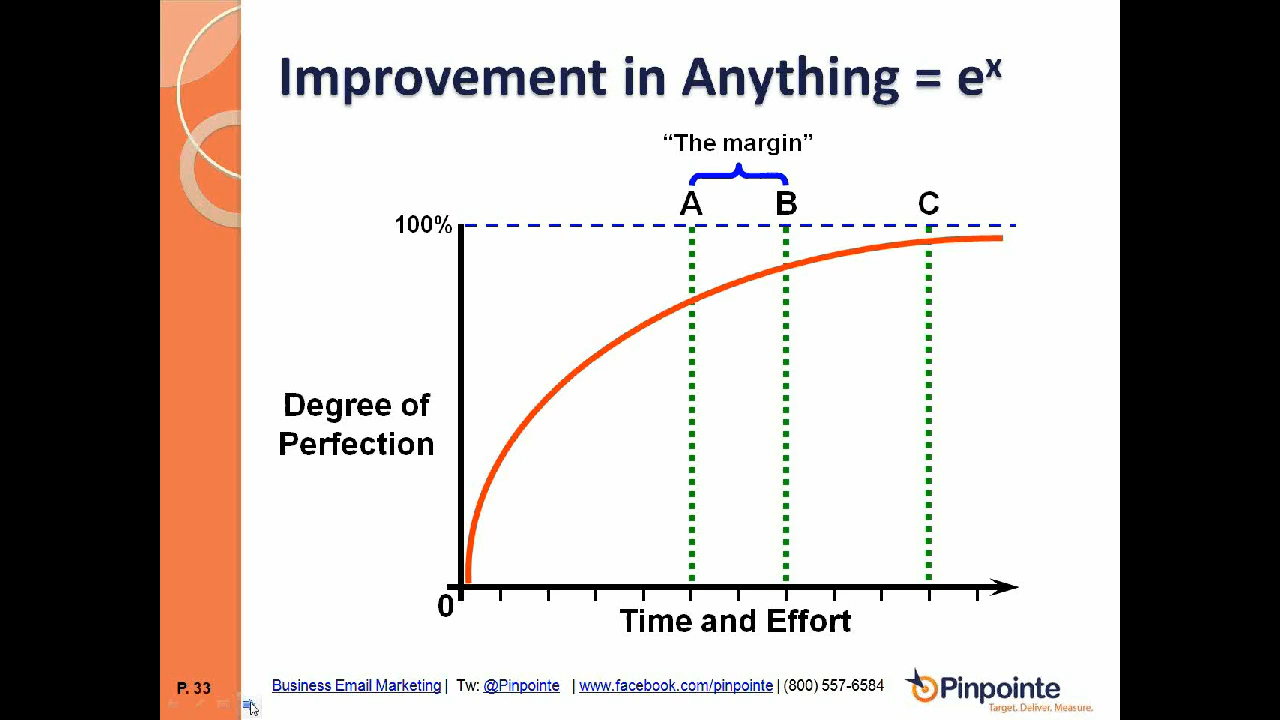 Improvement in Anything = eˣ
“The margin”
A B C
100%
Degree of
Perfection
0
Time and Effort
P. 33
Business Email Marketing | Tw: @Pinpointe | www.facebook.com/pinpointe | (800) 557-6584
Pinpointe
Target. Deliver. Measure.